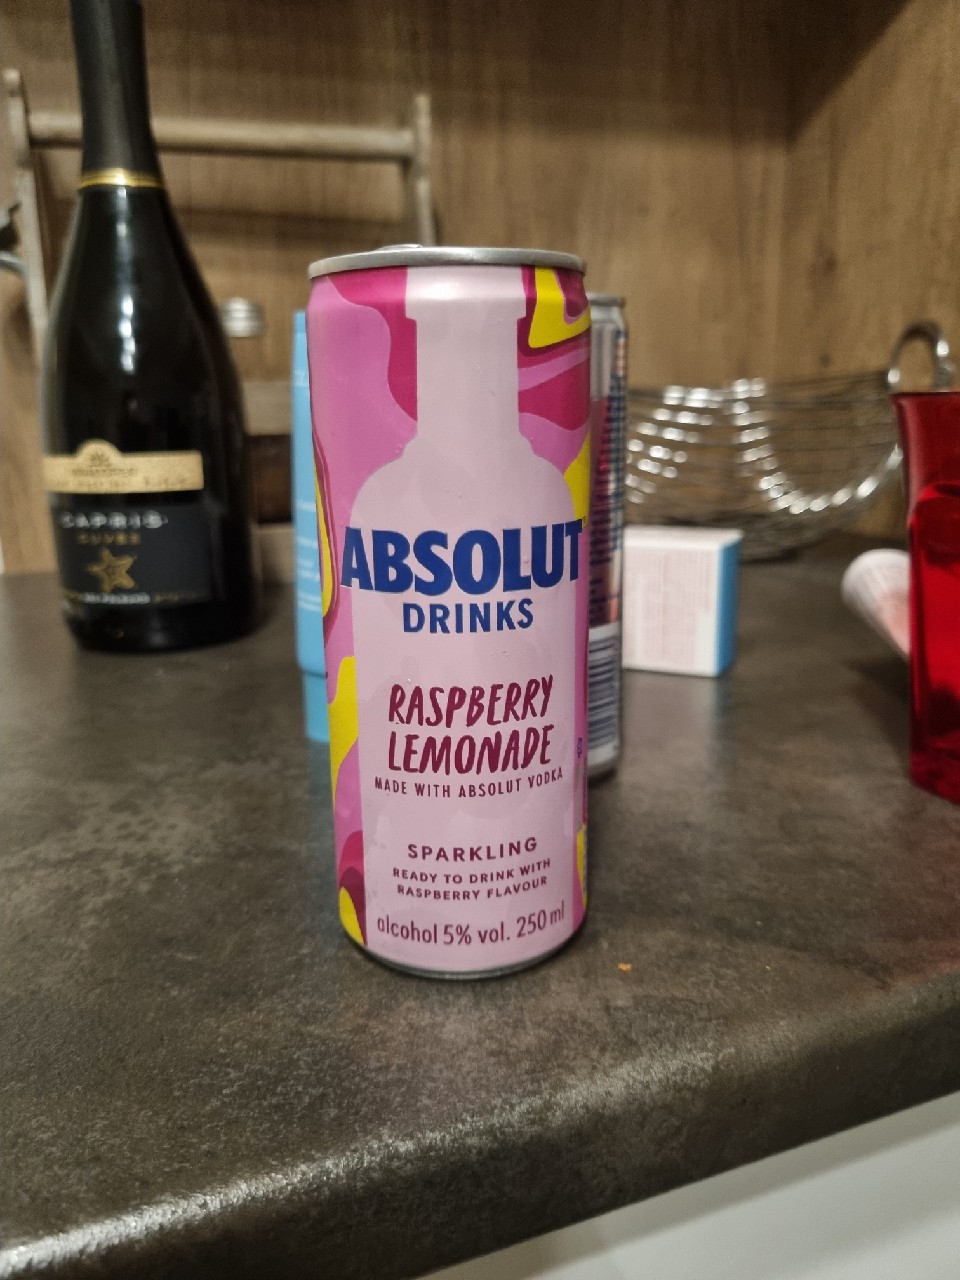 CAPRIS
CUVÉE
ABSOLUT
DRINKS
RASPBERRY
LEMONADE
MADE WITH ABSOLUT VODKA
SPARKLING
READY TO DRINK WITH
RASPBERRY FLAVOUR
alcohol 5% vol. 250 ml